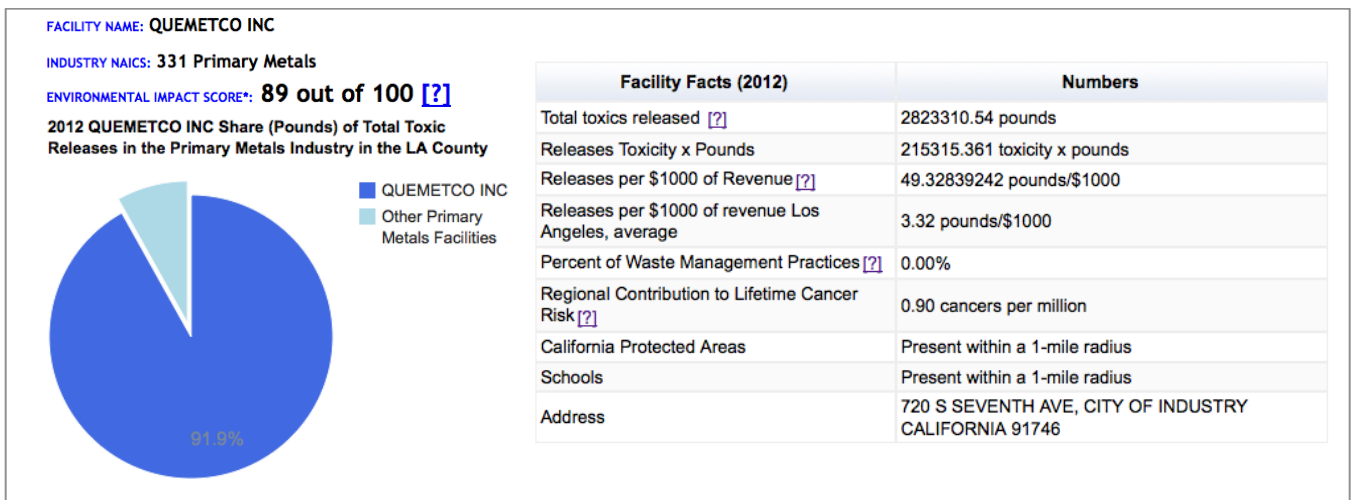 FACILITY NAME: QUEMETCO INC
INDUSTRY NAICS: 331 Primary Metals
ENVIRONMENTAL IMPACT SCORE*: 89 out of 100 [?]
2012 QUEMETCO INC Share (Pounds) of Total Toxic
Releases in the Primary Metals Industry in the LA County
QUEMETCO INC
Other Primary
Metals Facilities
91.9%
Facility Facts (2012) Numbers
Total toxics released [?] 2823310.54 pounds
Releases Toxicity x Pounds 215315.361 toxicity x pounds
Releases per $1000 of Revenue [?] 49.32839242 pounds/$1000
Releases per $1000 of revenue Los
Angeles, average
3.32 pounds/$1000
Percent of Waste Management Practices [?] 0.00%
Regional Contribution to Lifetime Cancer
Risk [?]
0.90 cancers per million
California Protected Areas Present within a 1-mile radius
Schools Present within a 1-mile radius
Address
720 S SEVENTH AVE, CITY OF INDUSTRY
CALIFORNIA 91746